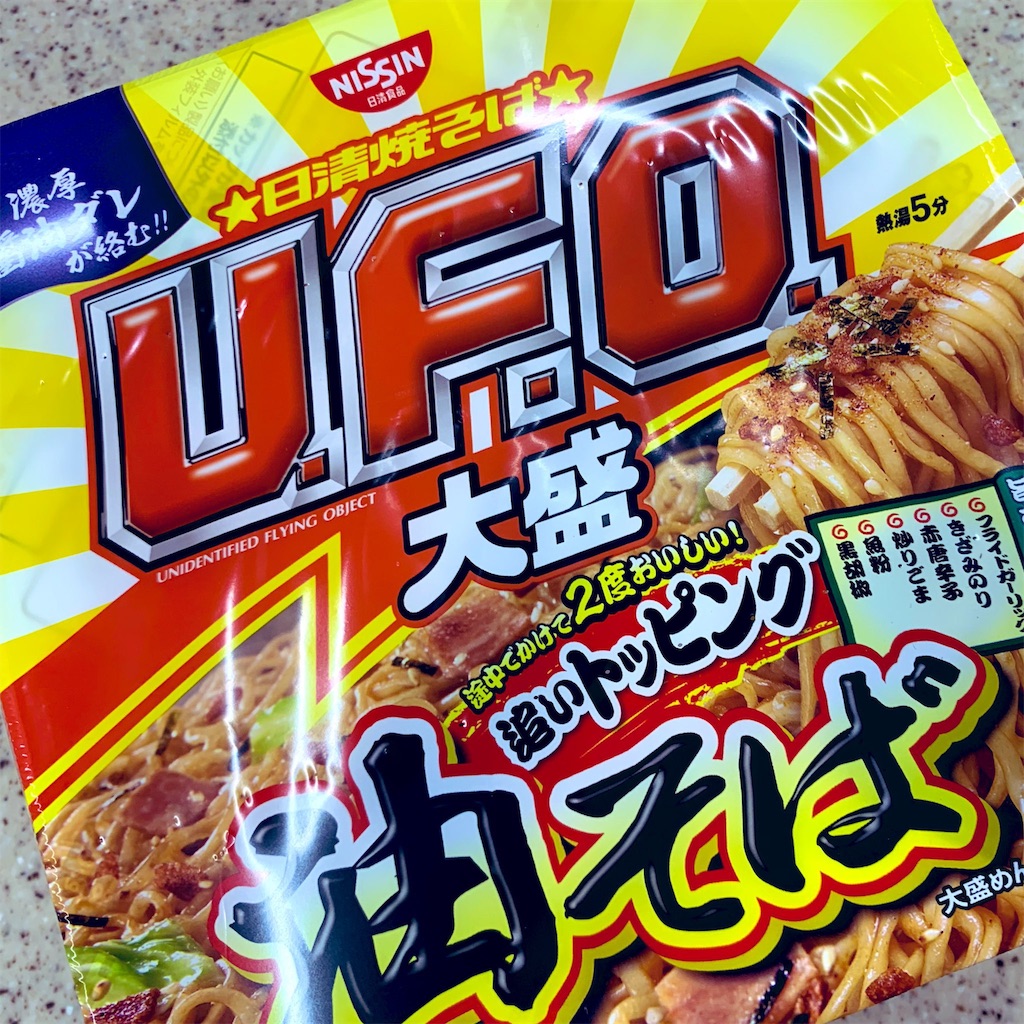 NISSIN
日清食品
★日清焼そば★
濃厚
醤油ダレ
が絡む!!
U.F.O.
熱湯5分
UNIDENTIFIED FLYING OBJECT
大盛
途中でかけて2度おいしい!
追いトッピング
フライドガーリック
きざみのり
赤唐辛子
炒りごま
魚粉
黒胡椒
油そば
大盛めん